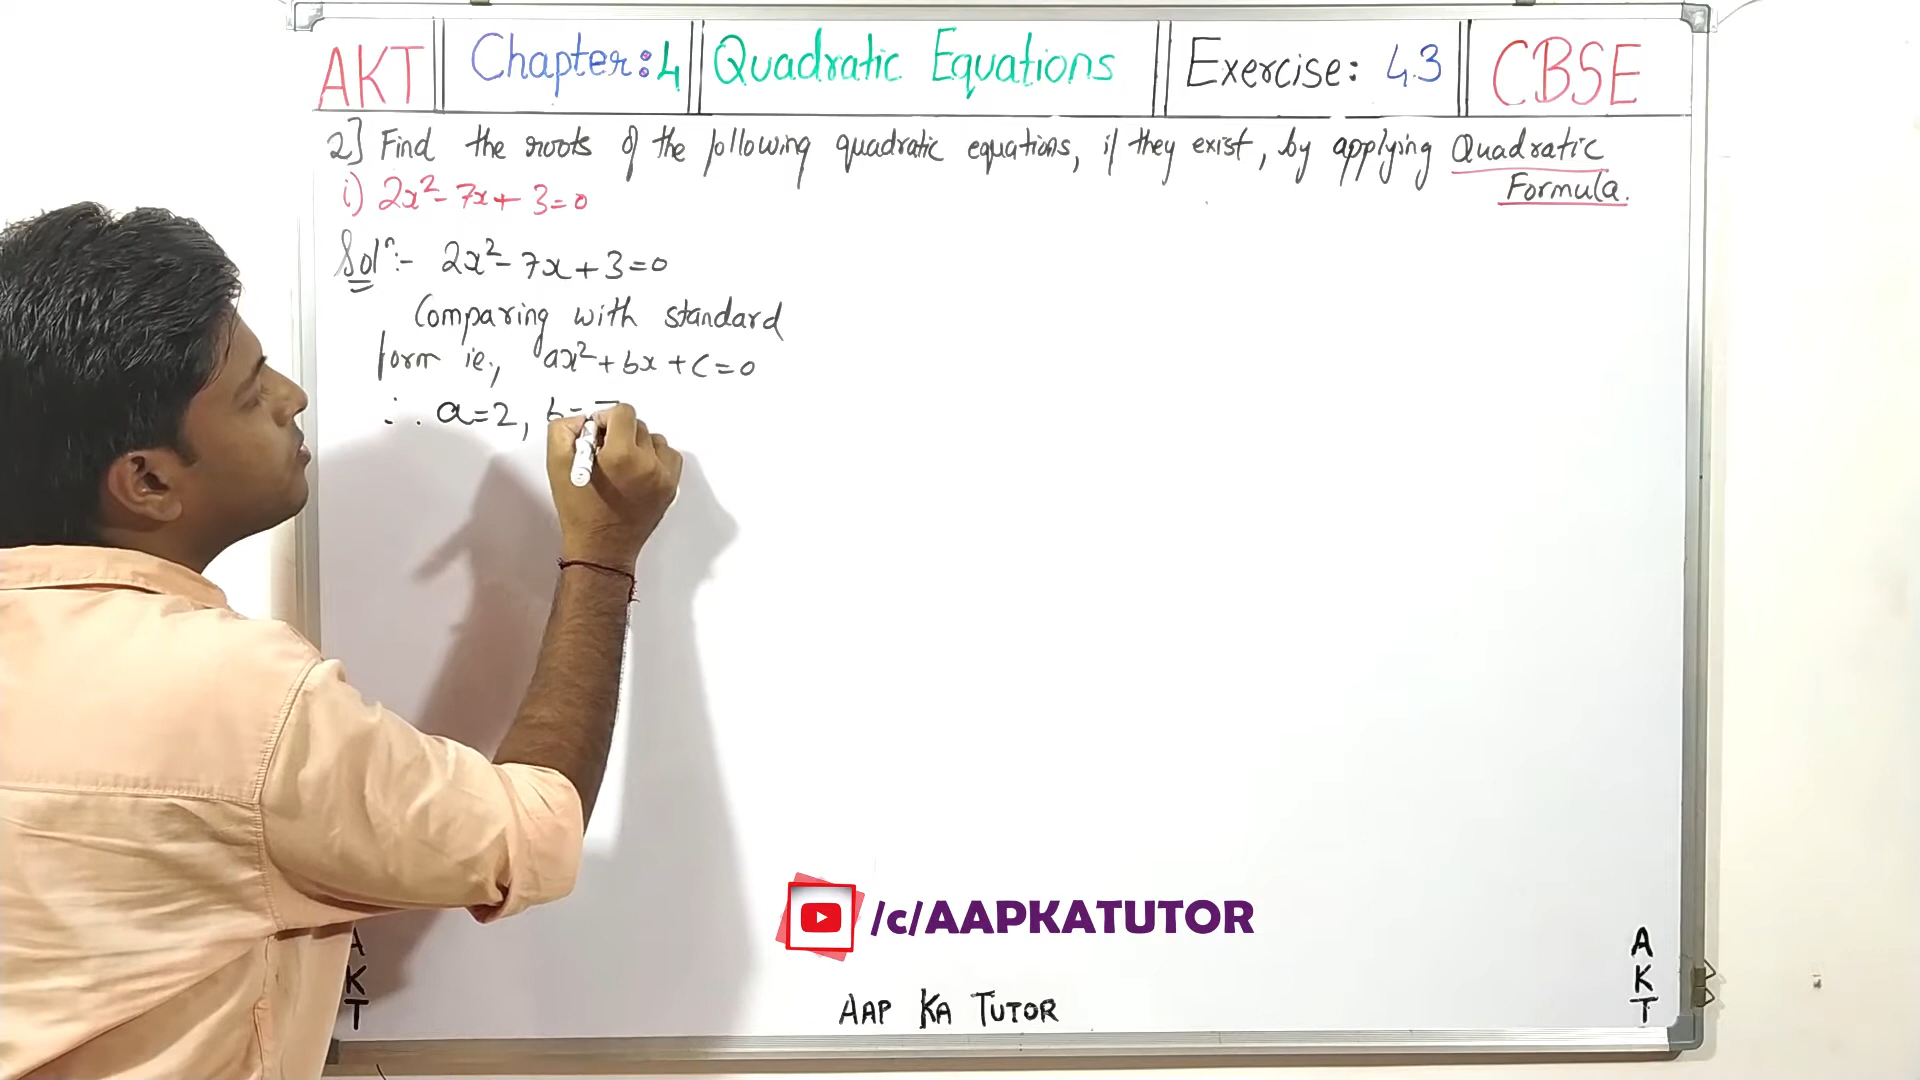 AKT Chapter:4 Quadratic Equations Exercise: 4.3 CBSE
2] Find the roots of the following quadratic equations, if they exist, by applying Quadratic
Formula.
i) 2x² - 7x + 3 = 0
Solⁿ:- 2x² - 7x + 3 = 0
Comparing with standard
form ie., ax² + bx + c = 0
∴ a = 2, b =
/c/AAPKATUTOR
AKT
AAP KA TUTOR
AKT